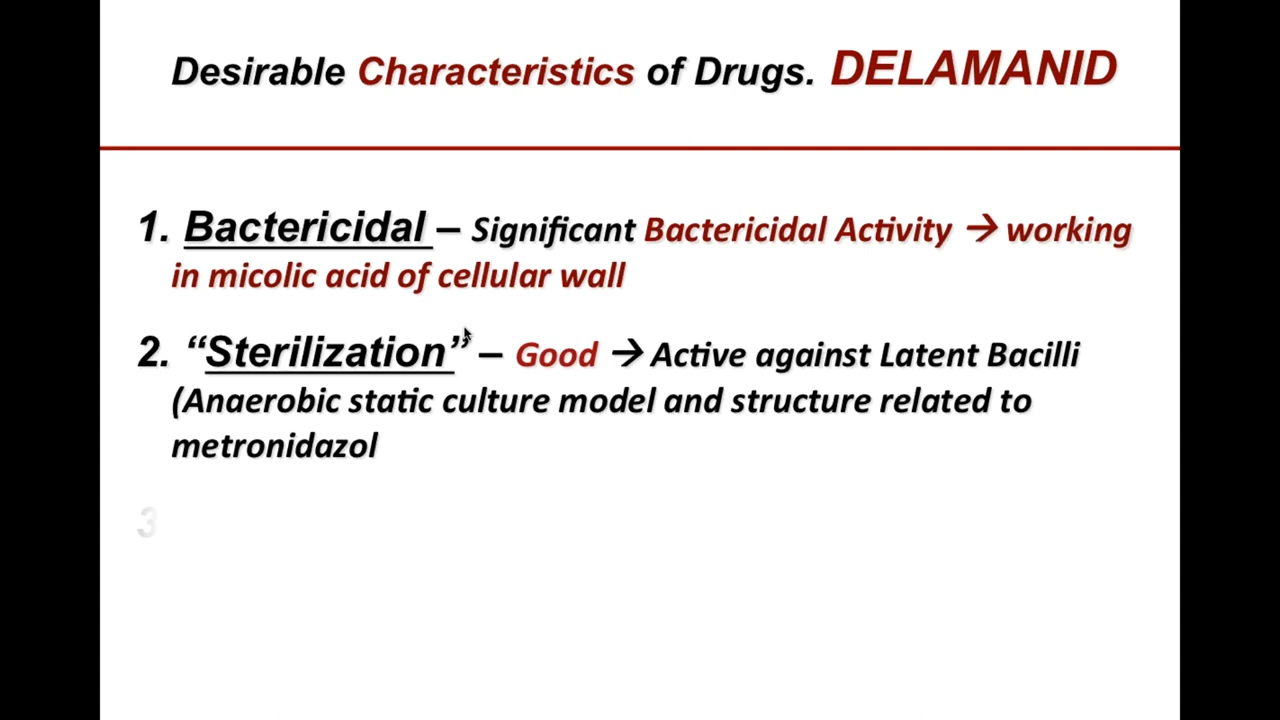 Desirable Characteristics of Drugs. DELAMANID
1. Bactericidal – Significant Bactericidal Activity → working
in micolic acid of cellular wall
2. “Sterilization” – Good → Active against Latent Bacilli
(Anaerobic static culture model and structure related to
metronidazol
3